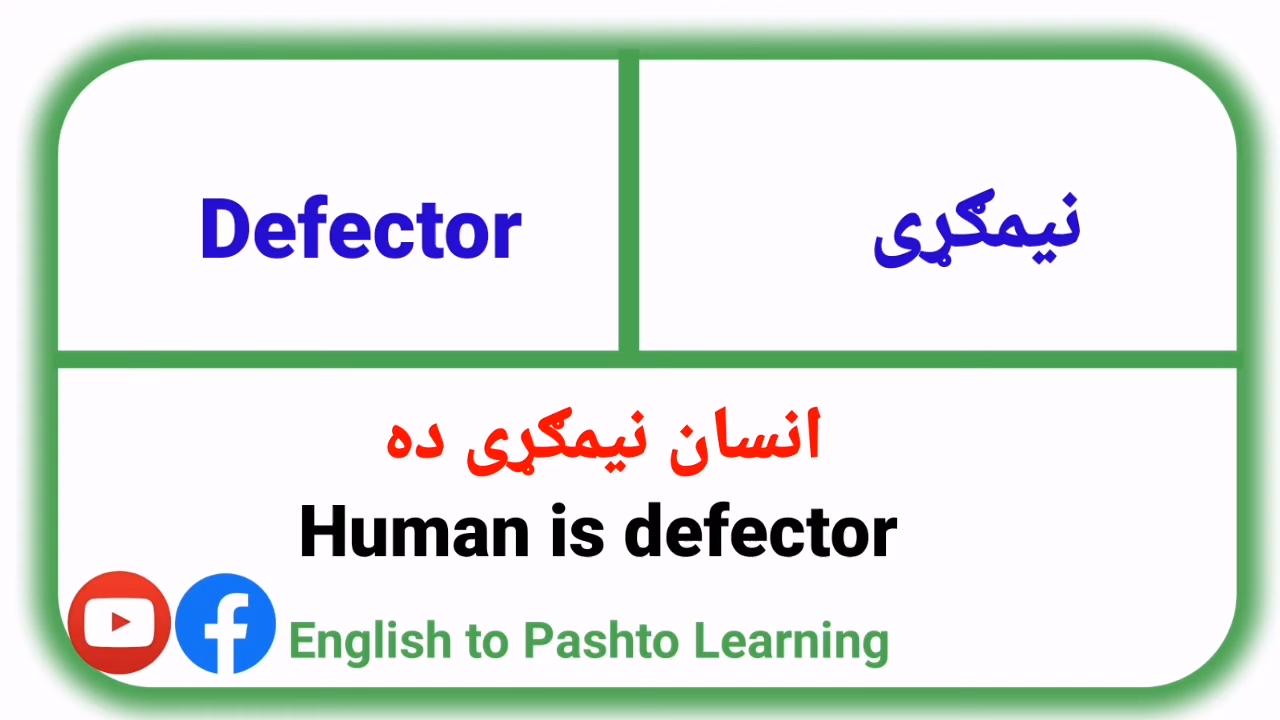 Defector
نیمګړی
انسان نیمګړی ده
Human is defector
English to Pashto Learning